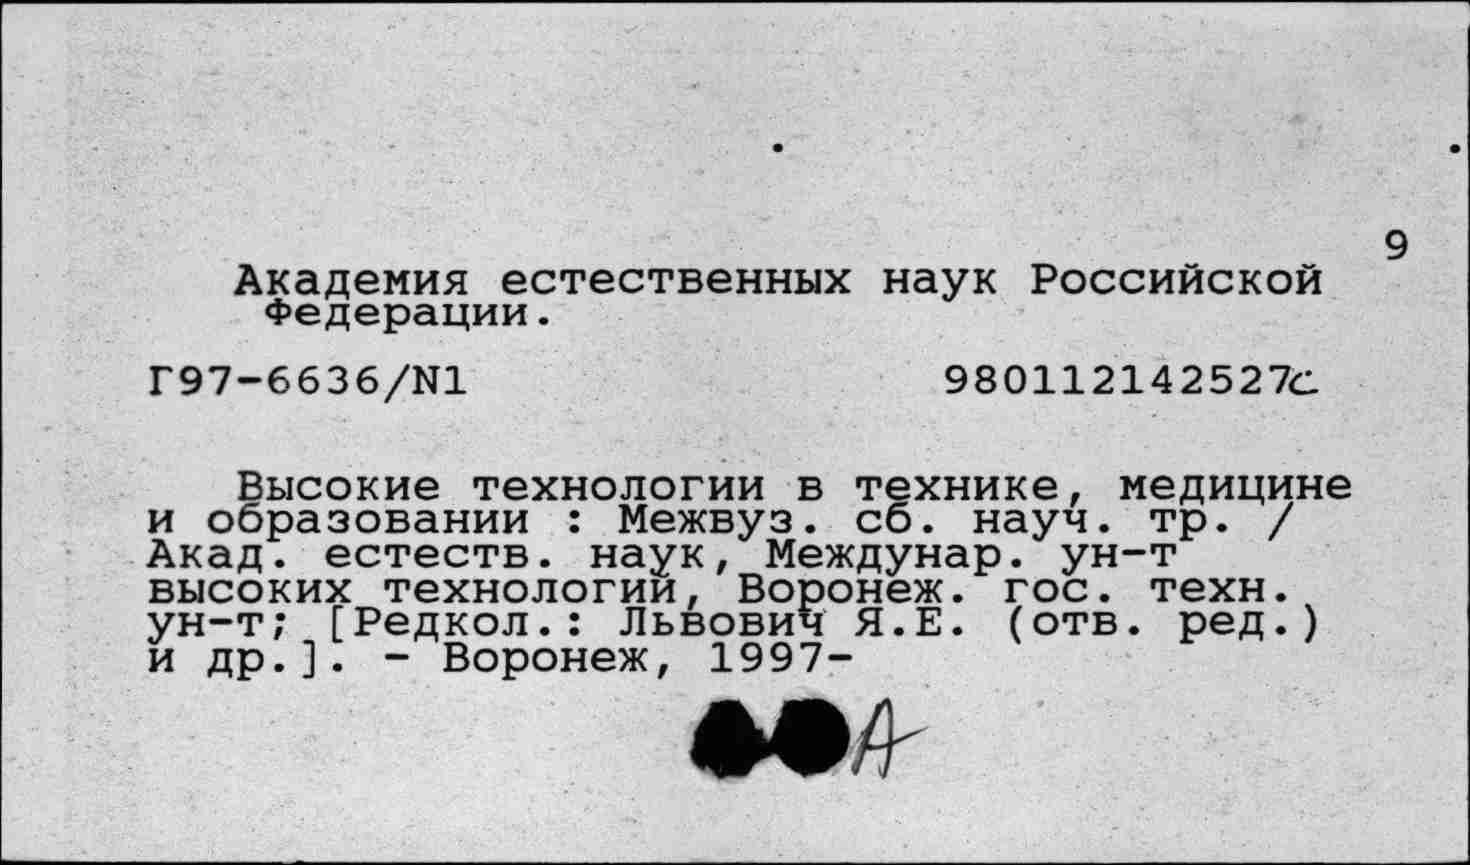 9
Академия естественных наук Российской
Федерации.
Г97-6636/N1 980112142527с
Высокие технологии в технике, медицине
и образовании : Межвуз. сб. науч. тр. /
Акад. естеств. наук, Междунар. ун-т
высоких технологий, Воронеж. гос. техн.
ун-т; [Редкол.: Львович Я.Е. (отв. ред.)
и др.]. - Воронеж, 1997-
А